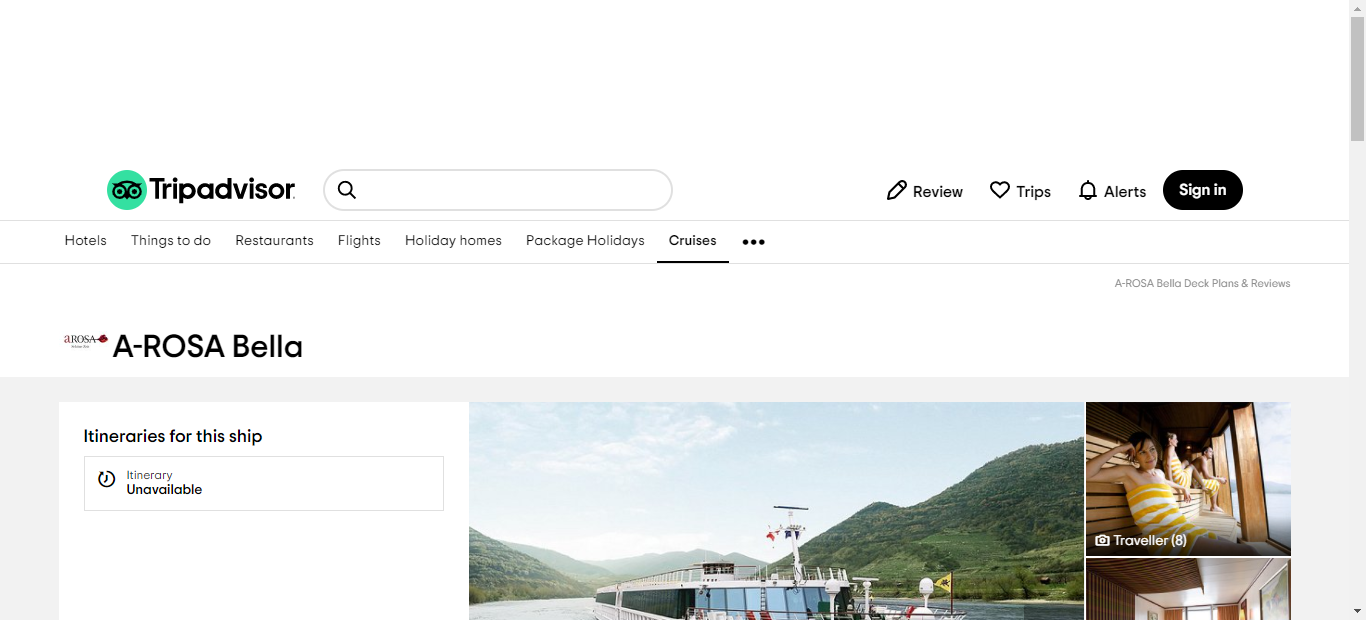 Tripadvisor
Review
Trips
Alerts
Sign in
Hotels
Things to do
Restaurants
Flights
Holiday homes
Package Holidays
Cruises
A-ROSA Bella Deck Plans & Reviews
aROSA
A-ROSA Bella
Itineraries for this ship
Itinerary
Unavailable
Traveller (8)